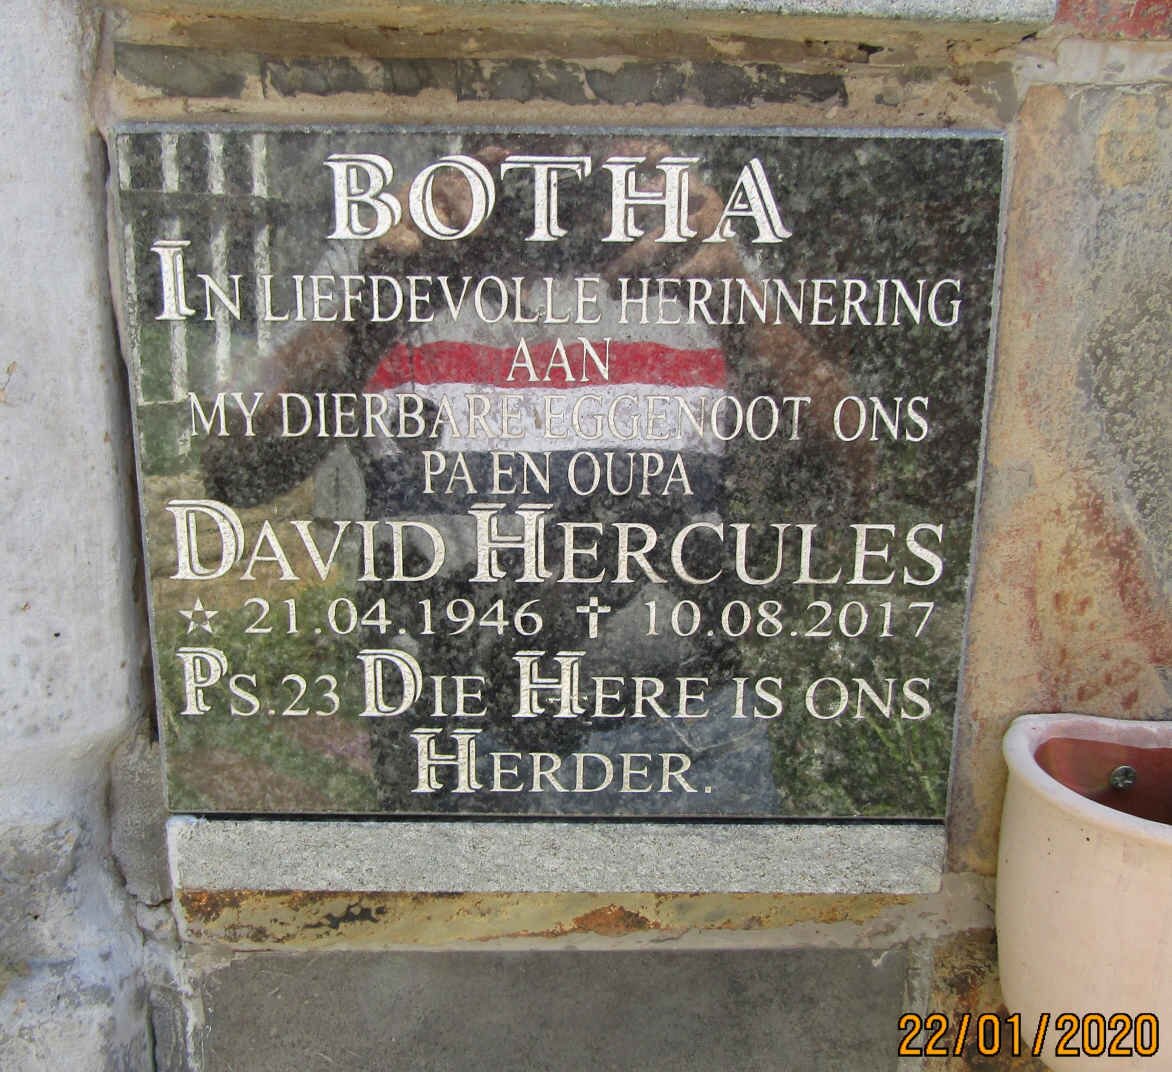 BOTHA
IN LIEFDEVOLLE HERINNERING
AAN
MY DIERBARE EGGENOOT ONS
PA EN OUPA
DAVID HERCULES
☆ 21.04.1946 ✝ 10.08.2017
PS.23 DIE HERE IS ONS
HERDER.
22/01/2020